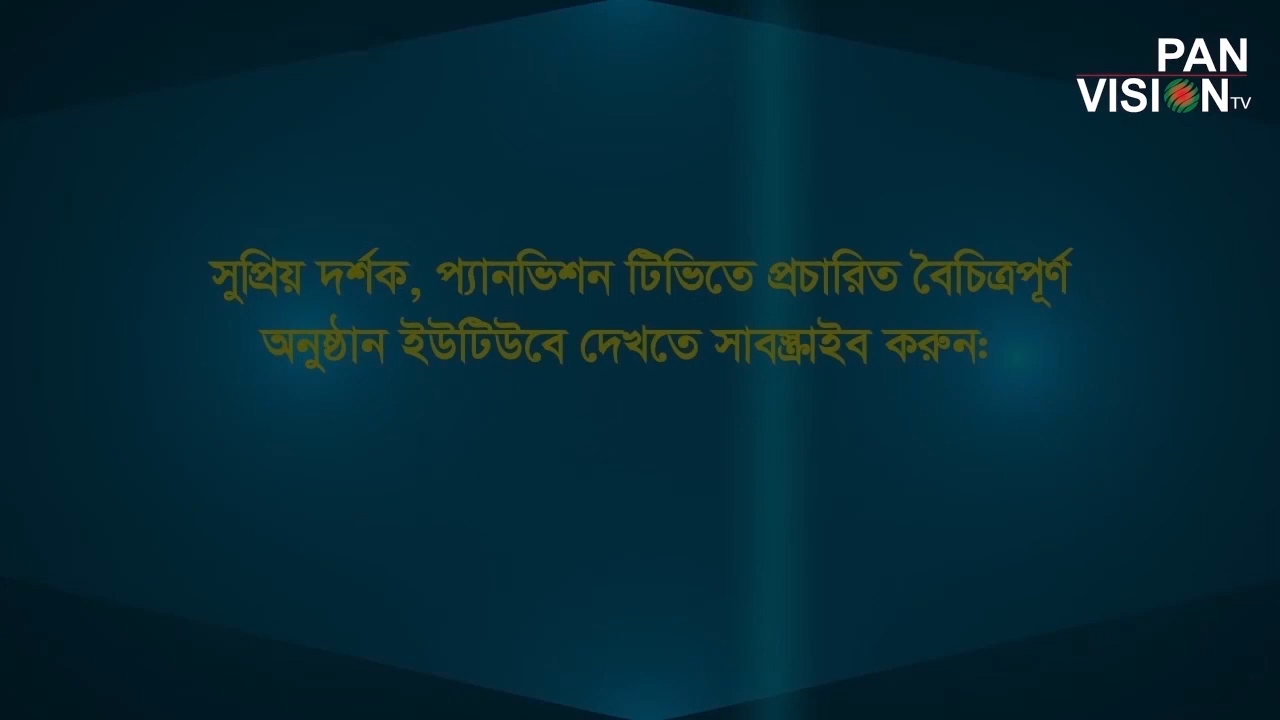 PAN
VISION TV
সুপ্রিয় দর্শক, প্যানভিশন টিভিতে প্রচারিত বৈচিত্রপূর্ণ
অনুষ্ঠান ইউটিউবে দেখতে সাবস্ক্রাইব করুন: